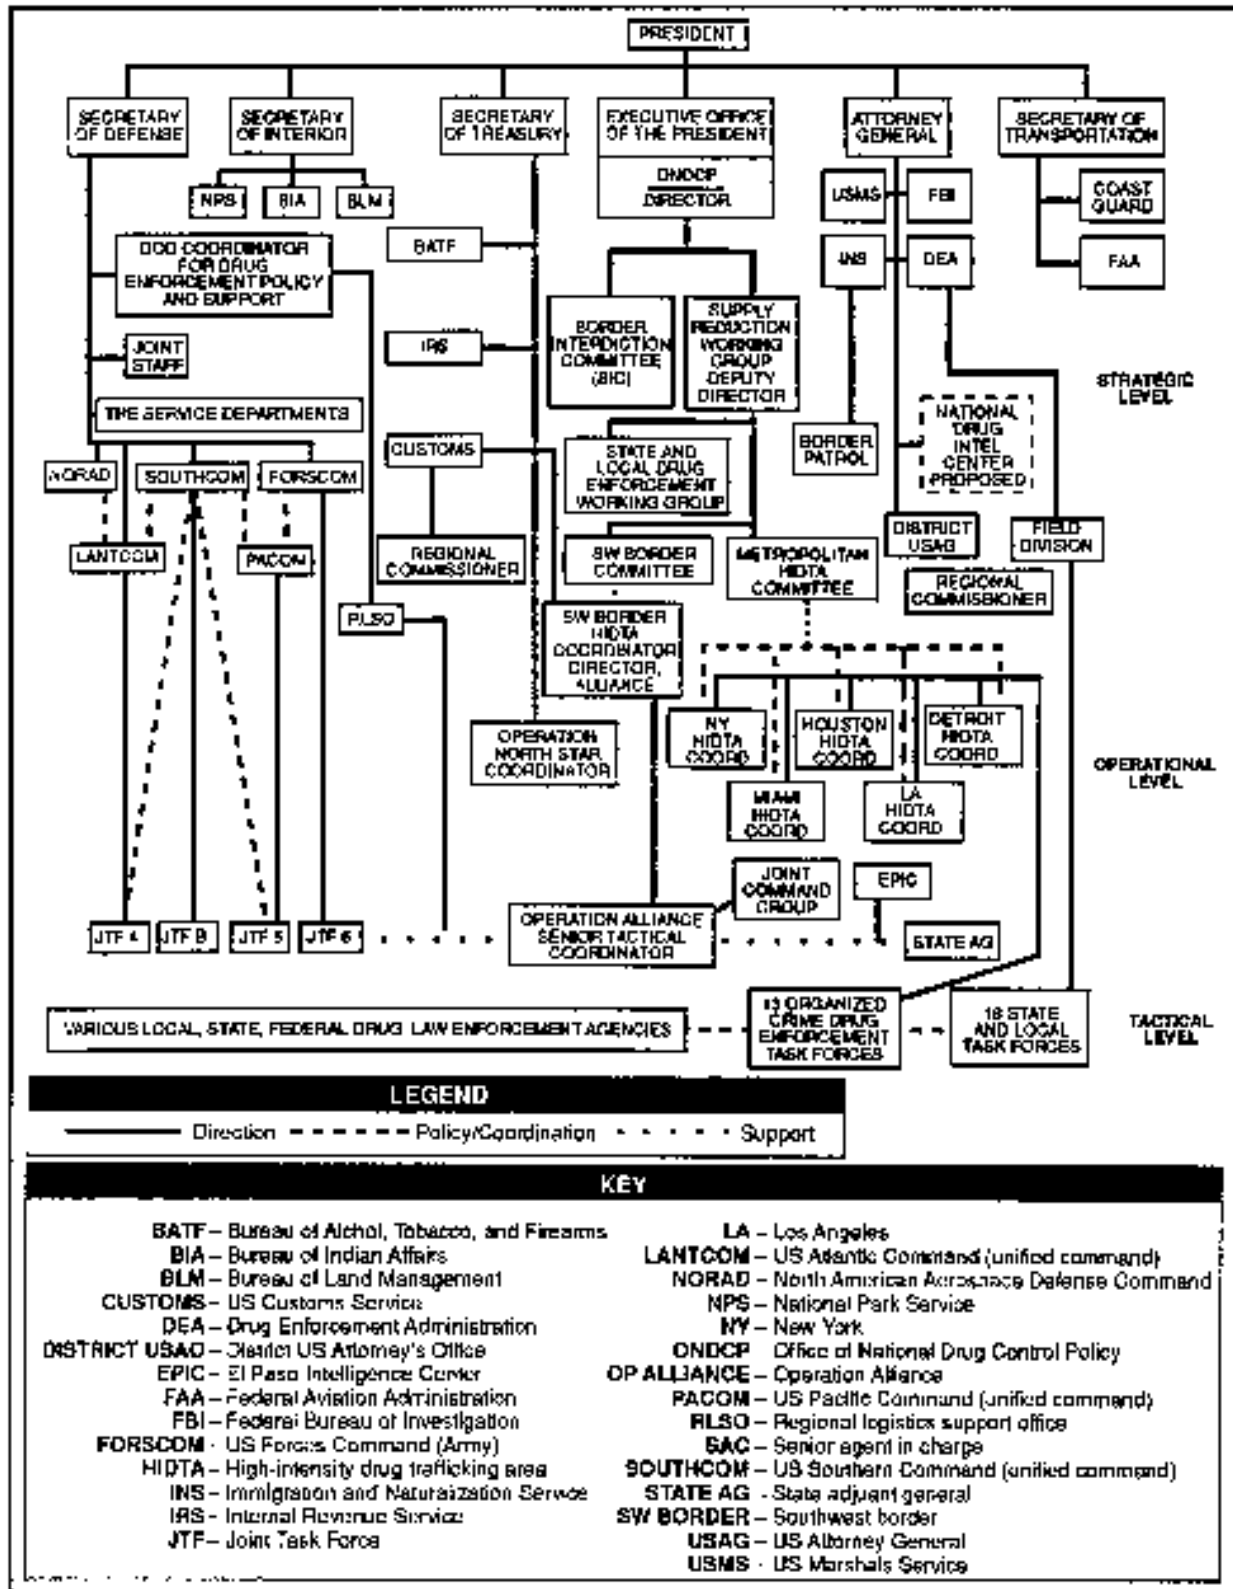 PRESIDENT
SECRETARY
OF DEFENSE
SECRETARY
OF INTERIOR
SECRETARY
OF TREASURY
EXECUTIVE OFFICE
OF THE PRESIDENT
ATTORNEY
GENERAL
SECRETARY OF
TRANSPORTATION
ONDCP
DIRECTOR
NPS
BIA
BLM
USMS
FBI
COAST
GUARD
BATF
INS
DEA
FAA
DOD COORDINATOR
FOR DRUG
ENFORCEMENT POLICY
AND SUPPORT
JOINT
STAFF
IRS
BORDER
INTERDICTION
COMMITTEE
(BIC)
SUPPLY
REDUCTION
WORKING
GROUP
DEPUTY
DIRECTOR
STRATEGIC
LEVEL
THE SERVICE DEPARTMENTS
NATIONAL
DRUG
INTEL
CENTER
PROPOSED
NORAD
SOUTHCOM
FORSCOM
CUSTOMS
STATE AND
LOCAL DRUG
ENFORCEMENT
WORKING GROUP
BORDER
PATROL
LANTCOM
PACOM
REGIONAL
COMMISSIONER
SW BORDER
COMMITTEE
METROPOLITAN
HIDTA
COMMITTEE
DISTRICT
USAG
FIELD
DIVISION
REGIONAL
COMMISSIONER
RLSO
SW BORDER
HIDTA
COORDINATOR
DIRECTOR,
ALLIANCE
OPERATION
NORTH STAR
COORDINATOR
NY
HIDTA
COORD
HOUSTON
HIDTA
COORD
DETROIT
HIDTA
COORD
OPERATIONAL
LEVEL
MIAMI
HIDTA
COORD
LA
HIDTA
COORD
JOINT
COMMAND
GROUP
EPIC
JTF 4
JTF B
JTF 5
JTF 6
OPERATION ALLIANCE
SENIOR TACTICAL
COORDINATOR
STATE AG
VARIOUS LOCAL, STATE, FEDERAL DRUG LAW ENFORCEMENT AGENCIES
13 ORGANIZED
CRIME DRUG
ENFORCEMENT
TASK FORCES
18 STATE
AND LOCAL
TASK FORCES
TACTICAL
LEVEL
LEGEND
Direction
Policy/Coordination
Support
KEY
BATF – Bureau of Alchol, Tobacco, and Firearms
BIA – Bureau of Indian Affairs
BLM – Bureau of Land Management
CUSTOMS – US Customs Service
DEA – Drug Enforcement Administration
DISTRICT USAO – District US Attorney's Office
EPIC – El Paso Intelligence Center
FAA – Federal Aviation Administration
FBI – Federal Bureau of Investigation
FORSCOM - US Forces Command (Army)
HIDTA – High-intensity drug trafficking area
INS – Immigration and Naturalization Service
IRS - Internal Revenue Service
JTF – Joint Task Force
LA – Los Angeles
LANTCOM – US Atlantic Command (unified command)
NORAD – North American Aerospace Defense Command
NPS – National Park Service
NY – New York
ONDCP Office of National Drug Control Policy
OP ALLIANCE – Operation Alliance
PACOM – US Pacific Command (unified command)
RLSO – Regional logistics support office
SAC – Senior agent in charge
SOUTHCOM – US Southern Command (unified command)
STATE AG - State adjuant general
SW BORDER – Southwest border
USAG – US Attorney General
USMS - US Marshals Service